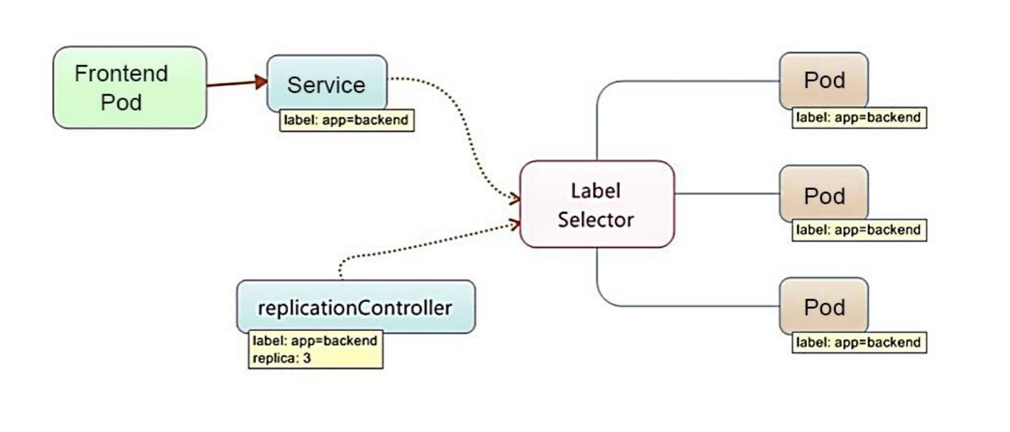 Frontend
Pod
Service
label: app=backend
Label
Selector
replicationController
label: app=backend
replica: 3
Pod
label: app=backend
Pod
label: app=backend
Pod
label: app=backend